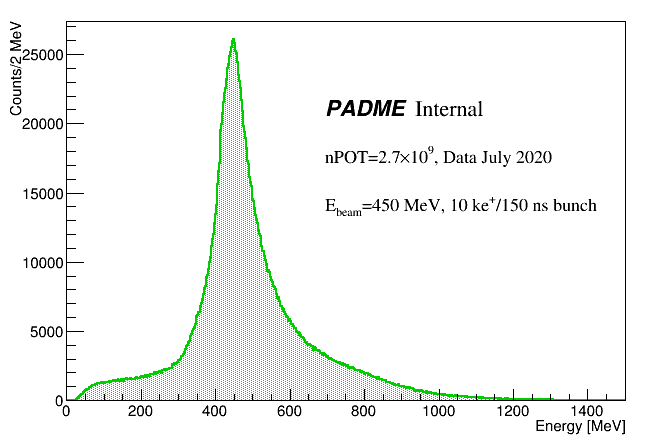 Counts/2 MeV
25000
20000
15000
10000
5000
0
PADME Internal
nPOT=2.7×10⁹, Data July 2020
E_beam=450 MeV, 10 ke⁺/150 ns bunch
0 200 400 600 800 1000 1200 1400
Energy [MeV]